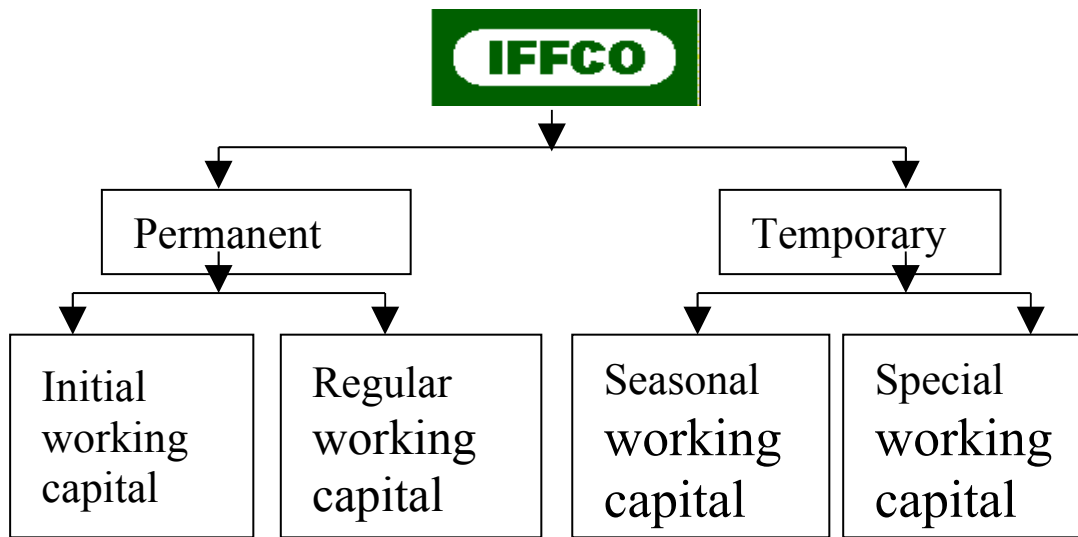 IFFCO
Permanent
Temporary
Initial
working
capital
Regular
working
capital
Seasonal
working
capital
Special
working
capital